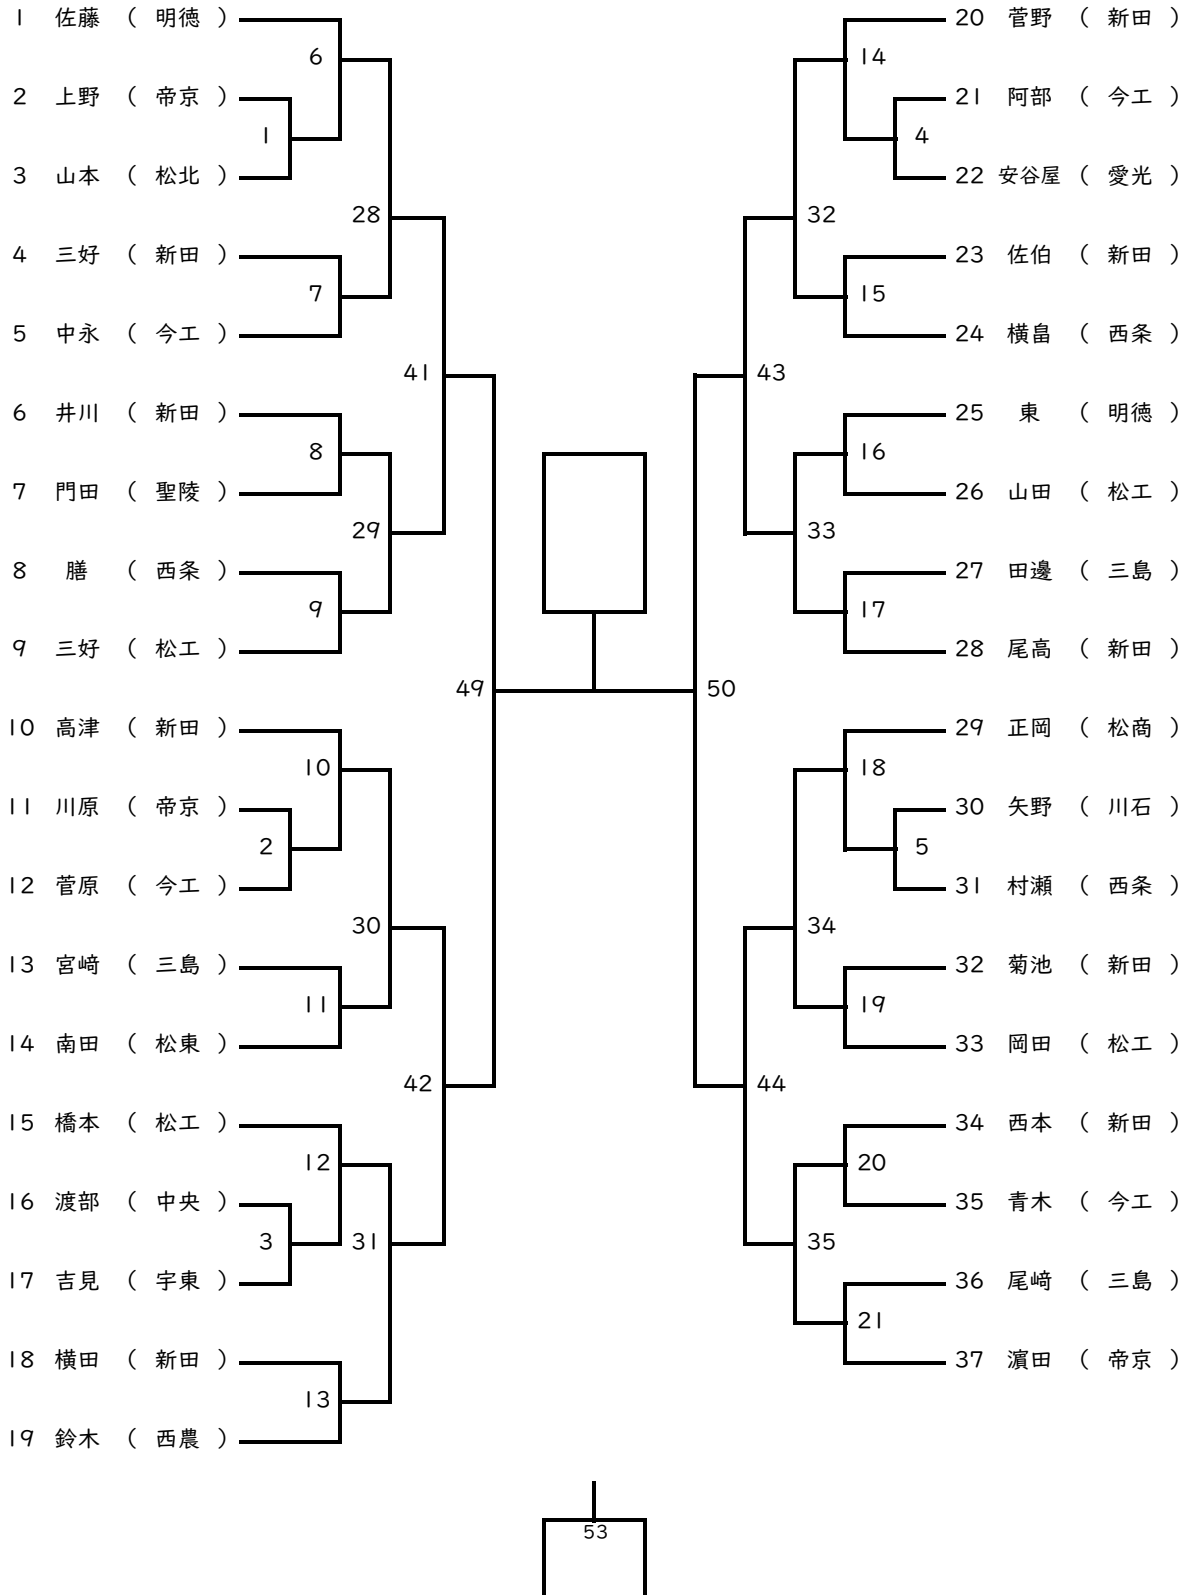 1 佐藤 （ 明徳 ）
6
2 上野 （ 帝京 ）
1
3 山本 （ 松北 ）
28
4 三好 （ 新田 ）
7
5 中永 （ 今工 ）
41
6 井川 （ 新田 ）
8
7 門田 （ 聖陵 ）
29
8 膳 （ 西条 ）
9
9 三好 （ 松工 ）
49
10 高津 （ 新田 ）
10
11 川原 （ 帝京 ）
2
12 菅原 （ 今工 ）
30
13 宮﨑 （ 三島 ）
11
14 南田 （ 松東 ）
42
15 橋本 （ 松工 ）
12
16 渡部 （ 中央 ）
3 31
17 吉見 （ 宇東 ）
18 横田 （ 新田 ）
13
19 鈴木 （ 西農 ）
20 菅野 （ 新田 ）
14
21 阿部 （ 今工 ）
4
22 安谷屋 （ 愛光 ）
32
23 佐伯 （ 新田 ）
15
24 横畠 （ 西条 ）
43
25 東 （ 明徳 ）
16
26 山田 （ 松工 ）
33
27 田邊 （ 三島 ）
17
28 尾高 （ 新田 ）
50
29 正岡 （ 松商 ）
18
30 矢野 （ 川石 ）
5
31 村瀬 （ 西条 ）
34
32 菊池 （ 新田 ）
19
33 岡田 （ 松工 ）
44
34 西本 （ 新田 ）
20
35 青木 （ 今工 ）
35
36 尾﨑 （ 三島 ）
21
37 濵田 （ 帝京 ）
53